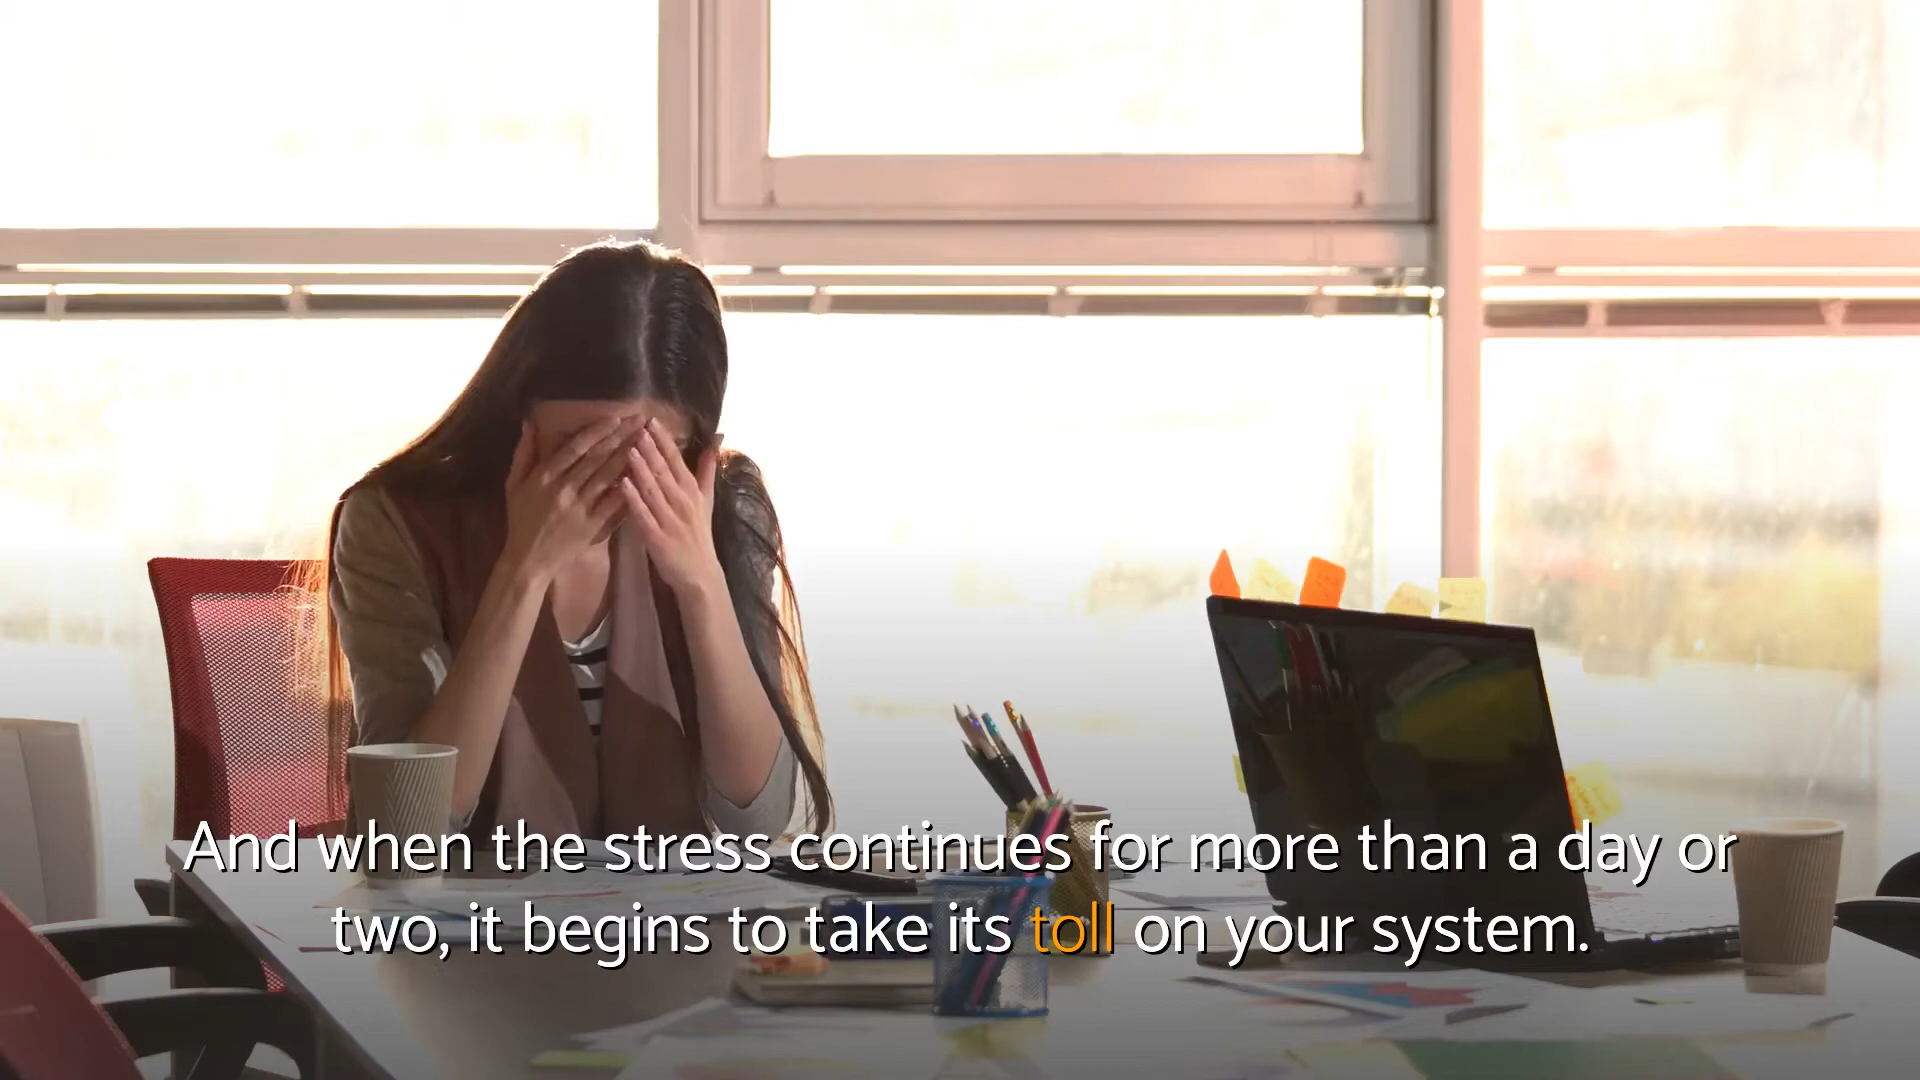 And when the stress continues for more than a day or
two, it begins to take its toll on your system.